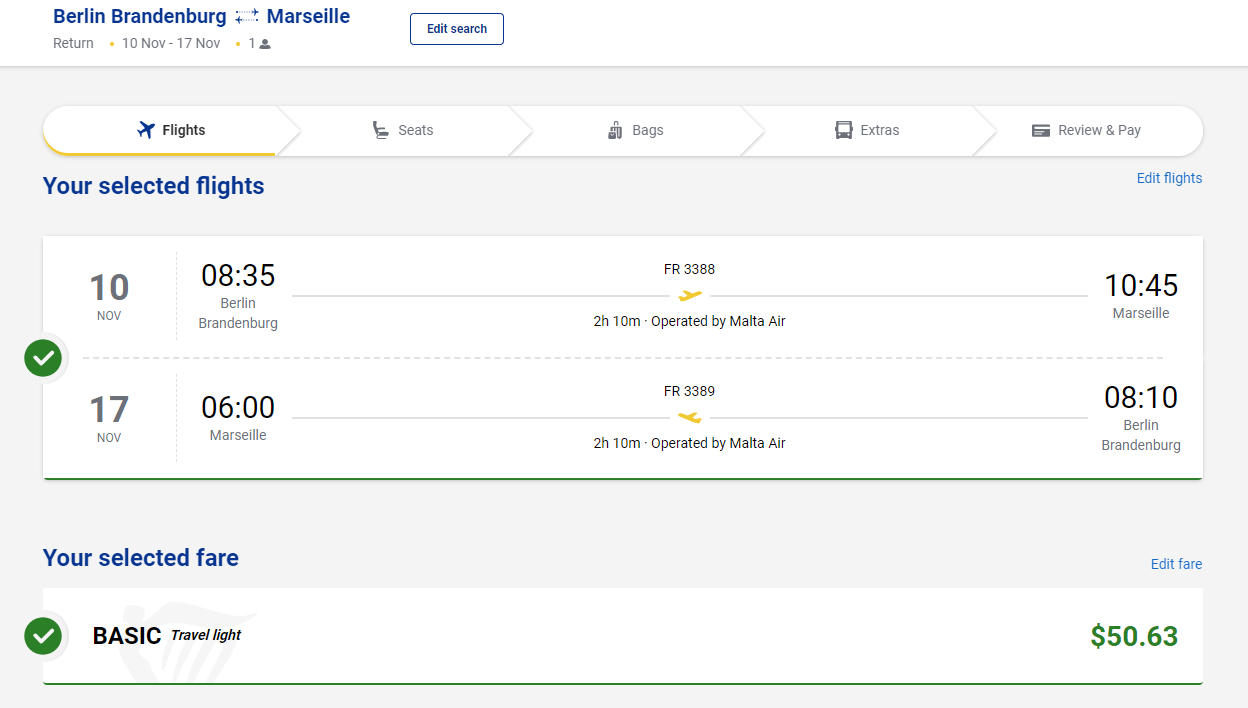 Berlin Brandenburg Marseille
Return • 10 Nov - 17 Nov • 1
Edit search
Flights
Seats
Bags
Extras
Review & Pay
Your selected flights
Edit flights
10
NOV
08:35
Berlin
Brandenburg
FR 3388
2h 10m · Operated by Malta Air
10:45
Marseille
17
NOV
06:00
Marseille
FR 3389
2h 10m · Operated by Malta Air
08:10
Berlin
Brandenburg
Your selected fare
Edit fare
BASIC Travel light
$50.63